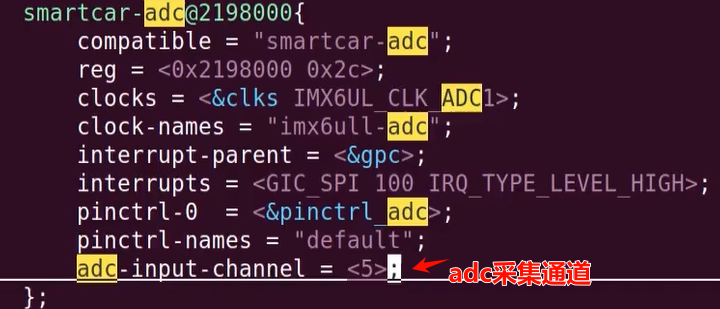 smartcar-adc@2198000{
compatible = "smartcar-adc";
reg = <0x2198000 0x2c>;
clocks = <&clks IMX6UL_CLK_ADC1>;
clock-names = "imx6ull-adc";
interrupt-parent = <&gpc>;
interrupts = <GIC_SPI 100 IRQ_TYPE_LEVEL_HIGH>;
pinctrl-0  = <&pinctrl_adc>;
pinctrl-names = "default";
adc-input-channel = <5>; adc采集通道
};